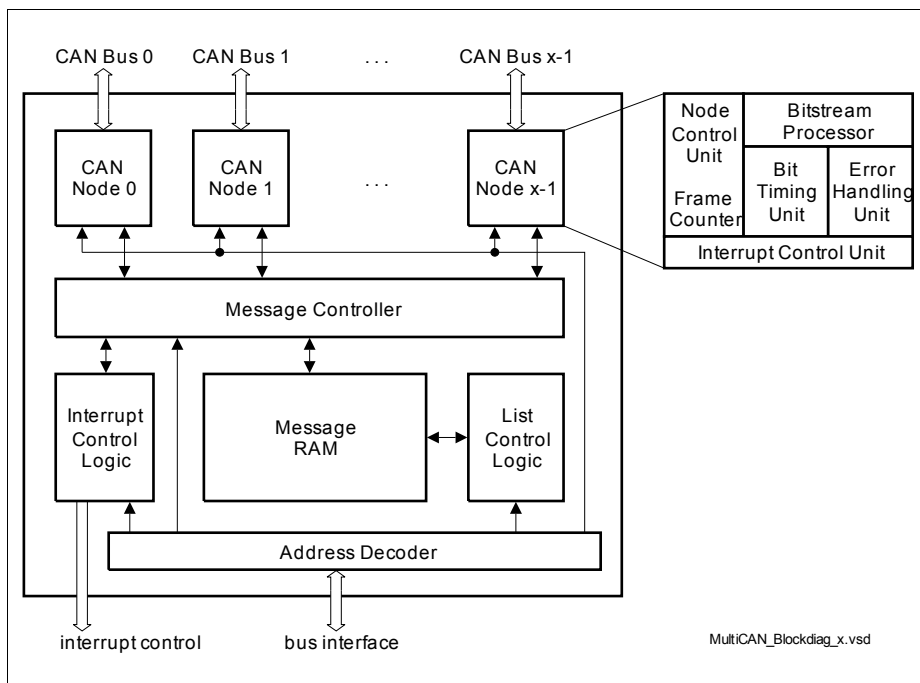 CAN Bus 0
CAN Bus 1
. . .
CAN Bus x-1
CAN
Node 0
CAN
Node 1
. . .
CAN
Node x-1
Node
Control
Unit
Frame
Counter
Bitstream
Processor
Bit
Timing
Unit
Error
Handling
Unit
Interrupt Control Unit
Message Controller
Interrupt
Control
Logic
Message
RAM
List
Control
Logic
Address Decoder
interrupt control
bus interface
MultiCAN_Blockdiag_x.vsd